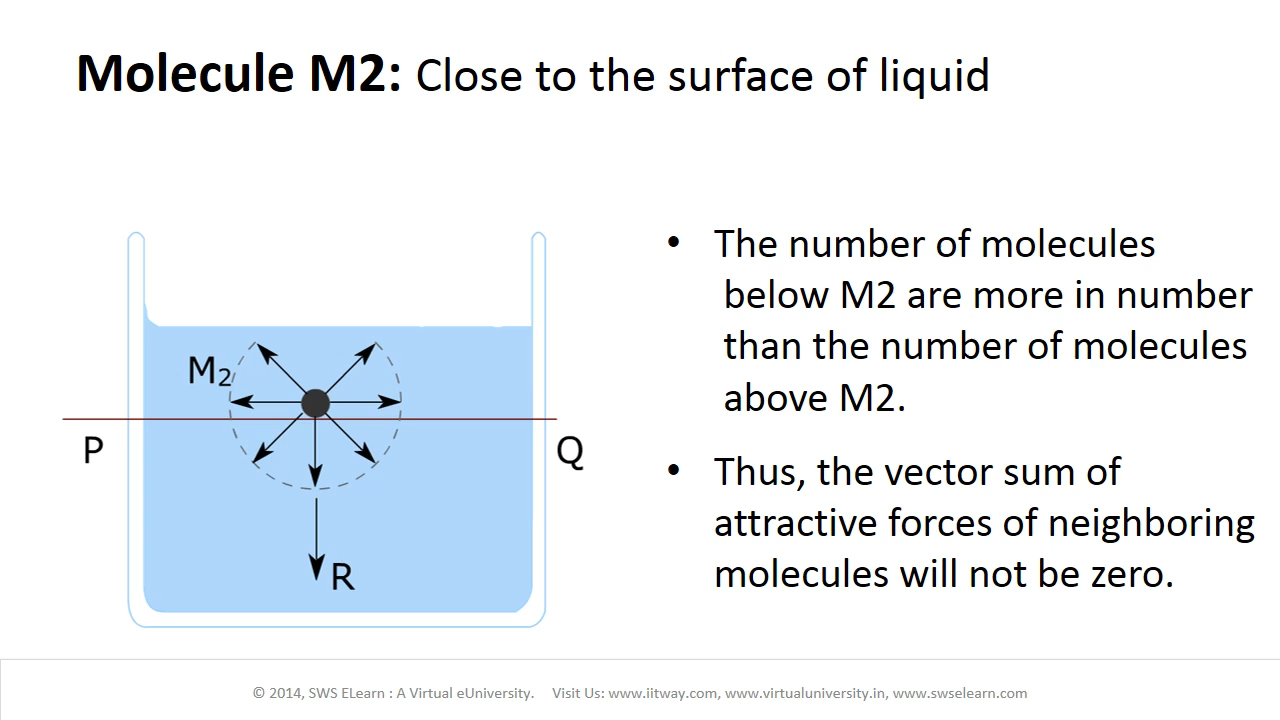 Molecule M2: Close to the surface of liquid
M2
P
Q
R
• The number of molecules
below M2 are more in number
than the number of molecules
above M2.
• Thus, the vector sum of
attractive forces of neighboring
molecules will not be zero.
© 2014, SWS ELearn : A Virtual eUniversity. Visit Us: www.iitway.com, www.virtualuniversity.in, www.swselearn.com